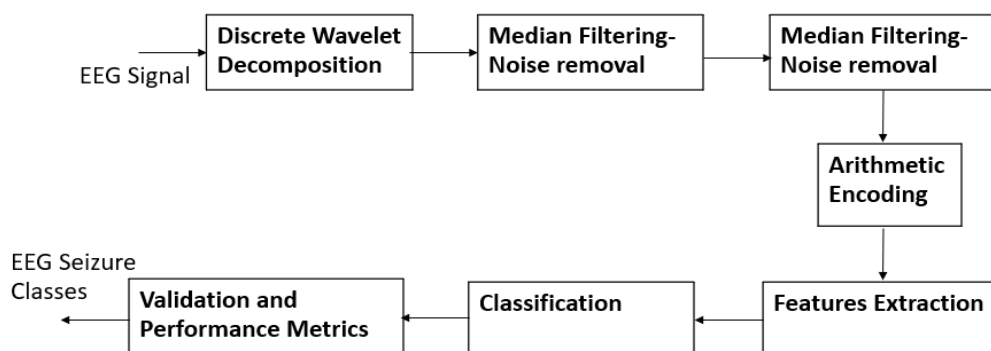 EEG Signal
Discrete Wavelet
Decomposition
Median Filtering-
Noise removal
Median Filtering-
Noise removal
Arithmetic
Encoding
Features Extraction
Classification
Validation and
Performance Metrics
EEG Seizure
Classes